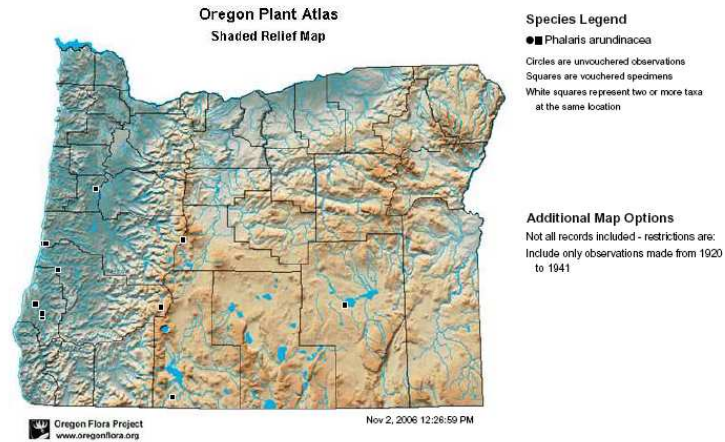 Oregon Plant Atlas
Shaded Relief Map
Species Legend
Phalaris arundinacea
Circles are unvouchered observations
Squares are vouchered specimens
White squares represent two or more taxa
at the same location
Additional Map Options
Not all records included - restrictions are:
Include only observations made from 1920
to 1941
Oregon Flora Project
www.oregonflora.org
Nov 2, 2006 12:26:59 PM